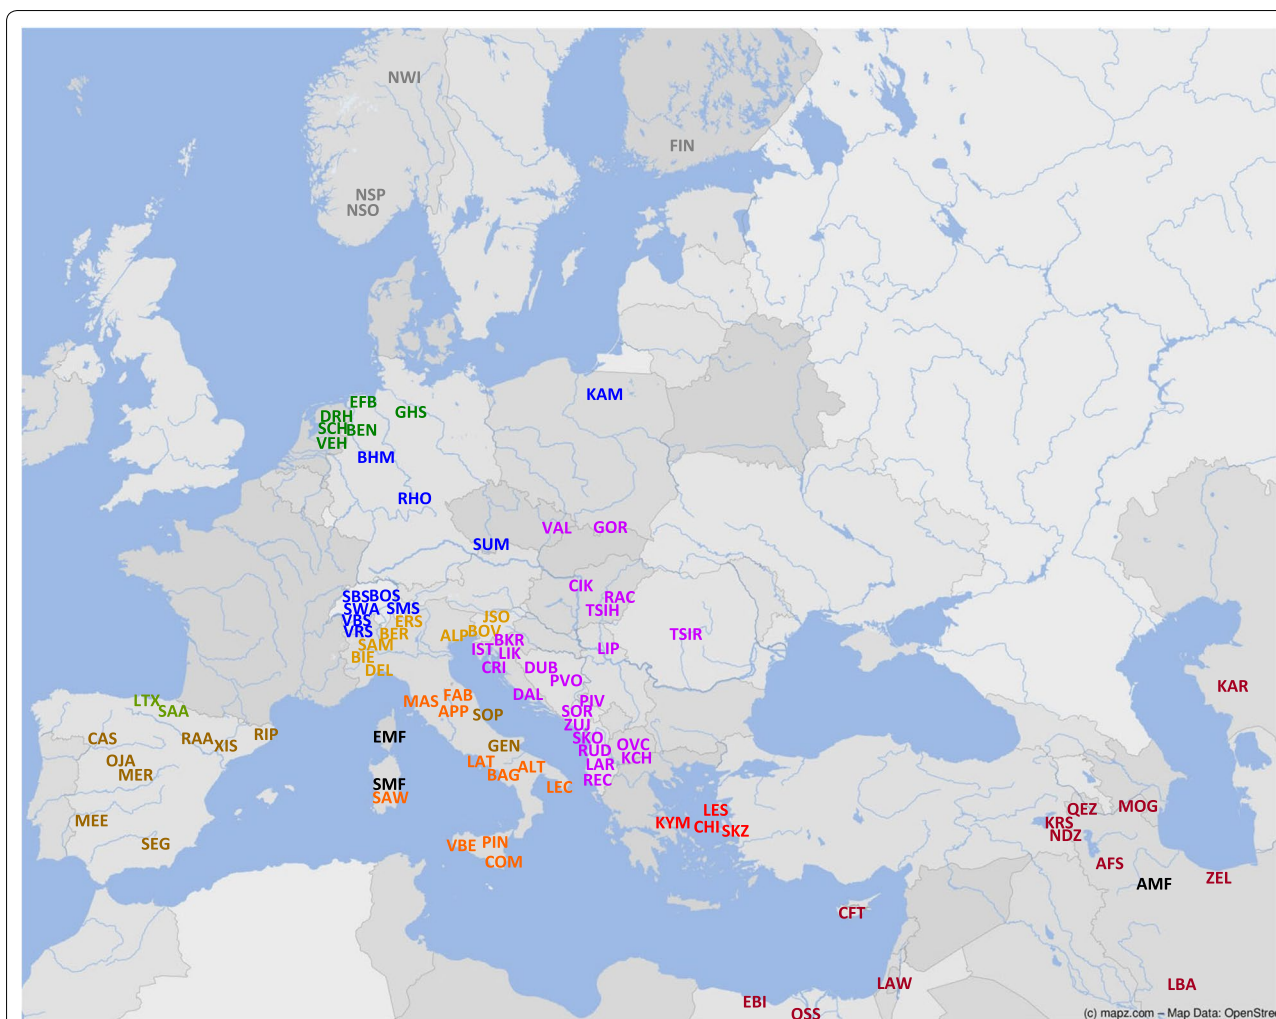 NWI
FIN
NSP
NSO
KAM
EFB
GHS
DRH
SCH BEN
VEH
BHM
RHO
VAL GOR
SUM
CIK
SBS BOS
RAC
SWA SMS
TSIH
VBS ERS
JSO
VRS BER
ALP BOV
TSIR
BKR
SAM
IST LIK
LIP
BIE
DEL
CRI DUB
PVO
KAR
DAL
LTX
SAA
MAS FAB
PJV
APP SOP
SOR
ZUJ
CAS
RAA XIS RIP
EMF
SKO
GEN
RUD OVC
OJA
MER
LAT
LAR KCH
BAG ALT
REC
SMF
SAW
LEC
MEE
SEG
LES
KYM CHI SKZ
QEZ MOG
KRS
NDZ
VBE PIN
COM
AFS
AMF
ZEL
CFT
LAW
LBA
EBI
OSS
(c) mapz.com – Map Data: OpenStree